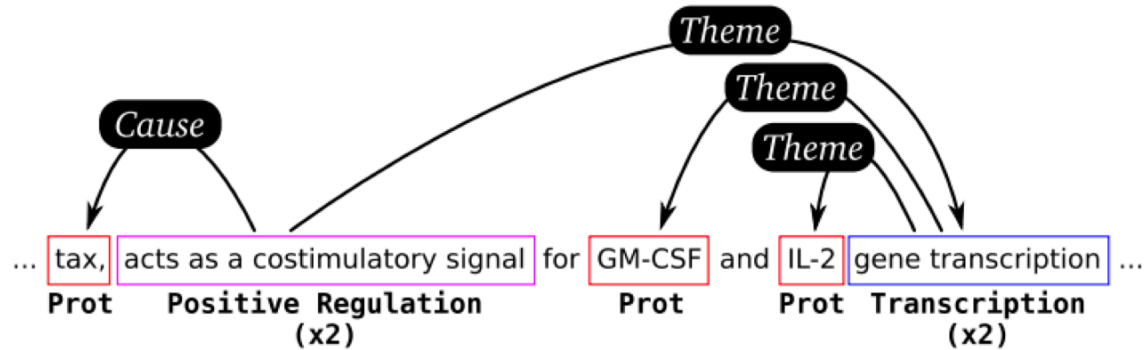 Theme
Theme
Cause
Theme
... tax, acts as a costimulatory signal for GM-CSF and IL-2 gene transcription ...
Prot Positive Regulation Prot Prot Transcription
(x2) (x2)